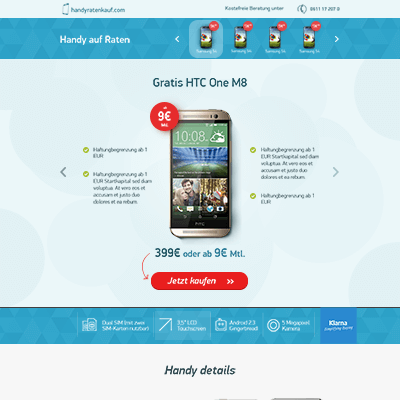 handyratenkauf.com
Kostelfreie Beratung unter
0611 17 207 0
Handy auf Raten
Samsung S4
Samsung S4
Samsung S4
Samsung S4
Gratis HTC One M8
ab
9€
Mtl.
Haftungbegrenzung ab 1
EUR
Haftungbegrenzung ab 1
EUR Startkapital sed diam
voluptua. At vero eos et
accusam et justo duo
dolores et ea rebum.
Haftungbegrenzung ab 1
EUR Startkapital sed diam
voluptua. At vero eos et
accusam et justo duo
dolores et ea rebum.
Haftungbegrenzung ab 1
EUR
399€ oder ab 9€ Mtl.
Jetzt kaufen
Dual SIM (mit zwei
SIM-Karten nutzbar)
3.5" LCD
Touchscreen
Android 2.3
Gingerbread
5 Megapixel
Kamera
Klarna
Handy details